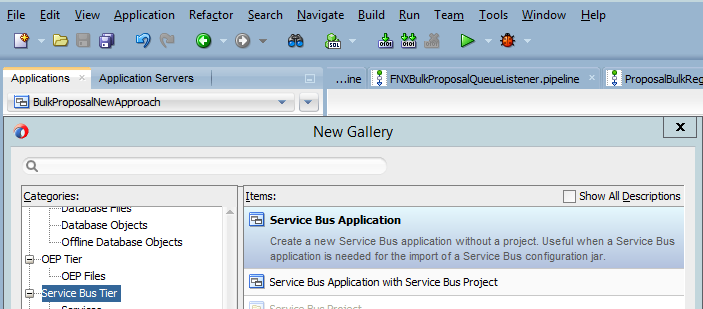 File Edit View Application Refactor Search Navigate Build Run Team Tools Window Help
Applications Application Servers ...ine FNXBulkProposalQueueListener.pipeline ProposalBulkReg
BulkProposalNewApproach
New Gallery
Categories: Items: Show All Descriptions
Database Files
Database Objects
Offline Database Objects
OEP Tier
OEP Files
Service Bus Tier
Services
Service Bus Application
Create a new Service Bus application without a project. Useful when a Service Bus
application is needed for the import of a Service Bus configuration jar.
Service Bus Application with Service Bus Project
Service Bus Project